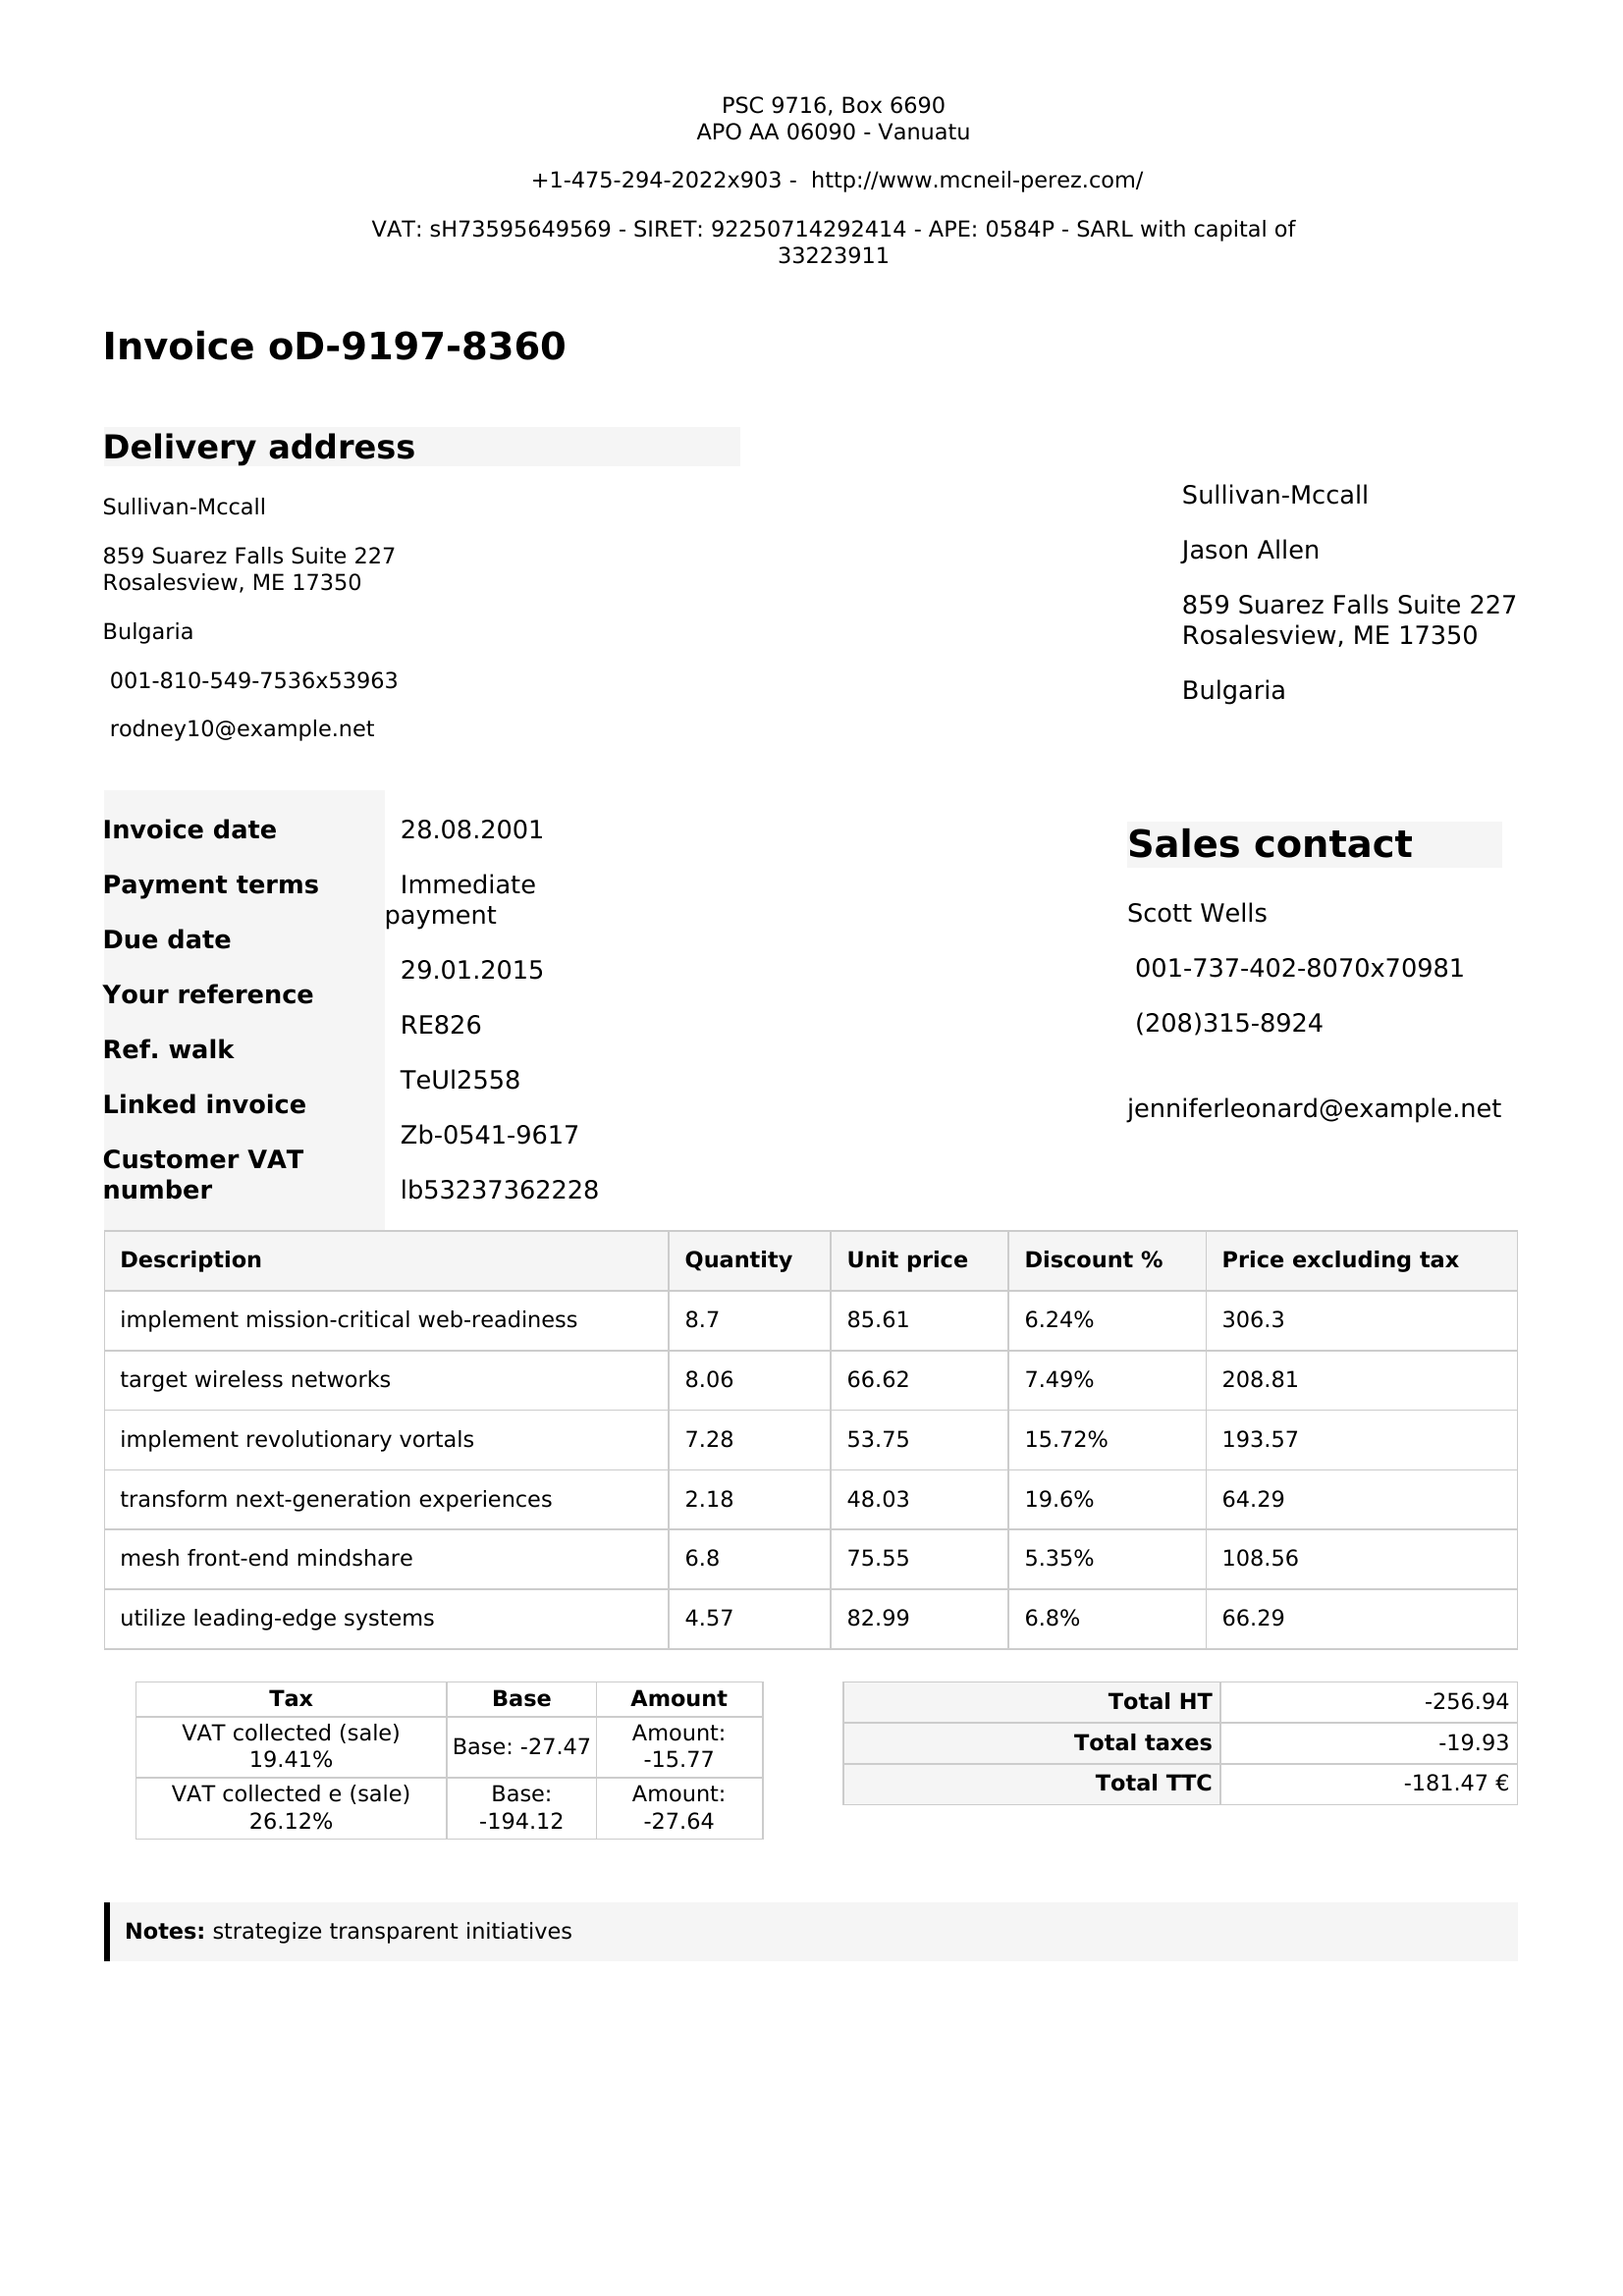 PSC 9716, Box 6690
APO AA 06090 - Vanuatu
+1-475-294-2022x903 - http://www.mcneil-perez.com/
VAT: sH73595649569 - SIRET: 92250714292414 - APE: 0584P - SARL with capital of
33223911
Invoice oD-9197-8360
Delivery address
Sullivan-Mccall
859 Suarez Falls Suite 227
Rosalesview, ME 17350
Bulgaria
001-810-549-7536x53963
rodney10@example.net
Sullivan-Mccall
Jason Allen
859 Suarez Falls Suite 227
Rosalesview, ME 17350
Bulgaria
Invoice date
Payment terms
Due date
Your reference
Ref. walk
Linked invoice
Customer VAT
number
28.08.2001
Immediate
payment
29.01.2015
RE826
TeUl2558
Zb-0541-9617
lb53237362228
Sales contact
Scott Wells
001-737-402-8070x70981
(208)315-8924
jenniferleonard@example.net
Description Quantity Unit price Discount % Price excluding tax
implement mission-critical web-readiness 8.7 85.61 6.24% 306.3
target wireless networks 8.06 66.62 7.49% 208.81
implement revolutionary vortals 7.28 53.75 15.72% 193.57
transform next-generation experiences 2.18 48.03 19.6% 64.29
mesh front-end mindshare 6.8 75.55 5.35% 108.56
utilize leading-edge systems 4.57 82.99 6.8% 66.29
Tax Base Amount
VAT collected (sale)
19.41%
Base: -27.47
Amount:
-15.77
VAT collected e (sale)
26.12%
Base:
-194.12
Amount:
-27.64
Total HT -256.94
Total taxes -19.93
Total TTC -181.47 €
Notes: strategize transparent initiatives